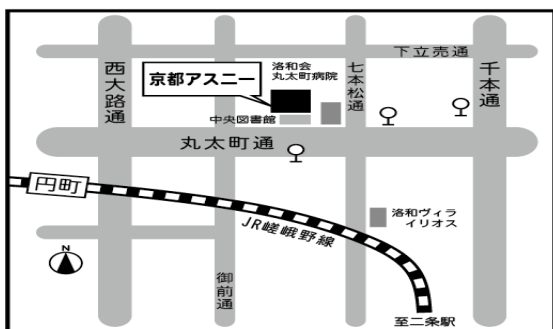 下立売通
西大路通
京都アスニー
洛和会
丸太町病院
七本松通
千本通
中央図書館
丸太町通
円町
JR嵯峨野線
洛和ヴィラ
イリオス
N
御前通
至二条駅